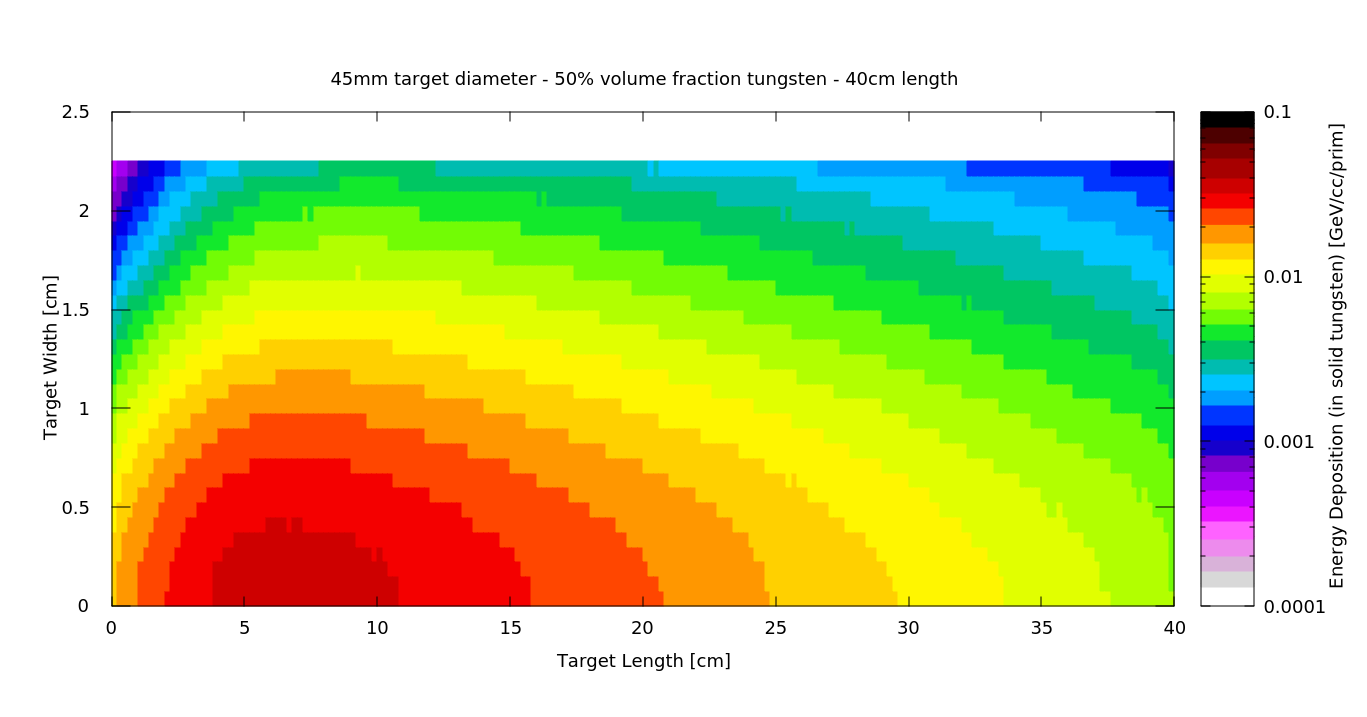 45mm target diameter - 50% volume fraction tungsten - 40cm length
2.5
2
1.5
1
0.5
0
Target Width [cm]
0 5 10 15 20 25 30 35 40
Target Length [cm]
0.1
0.01
0.001
0.0001
Energy Deposition (in solid tungsten) [GeV/cc/prim]